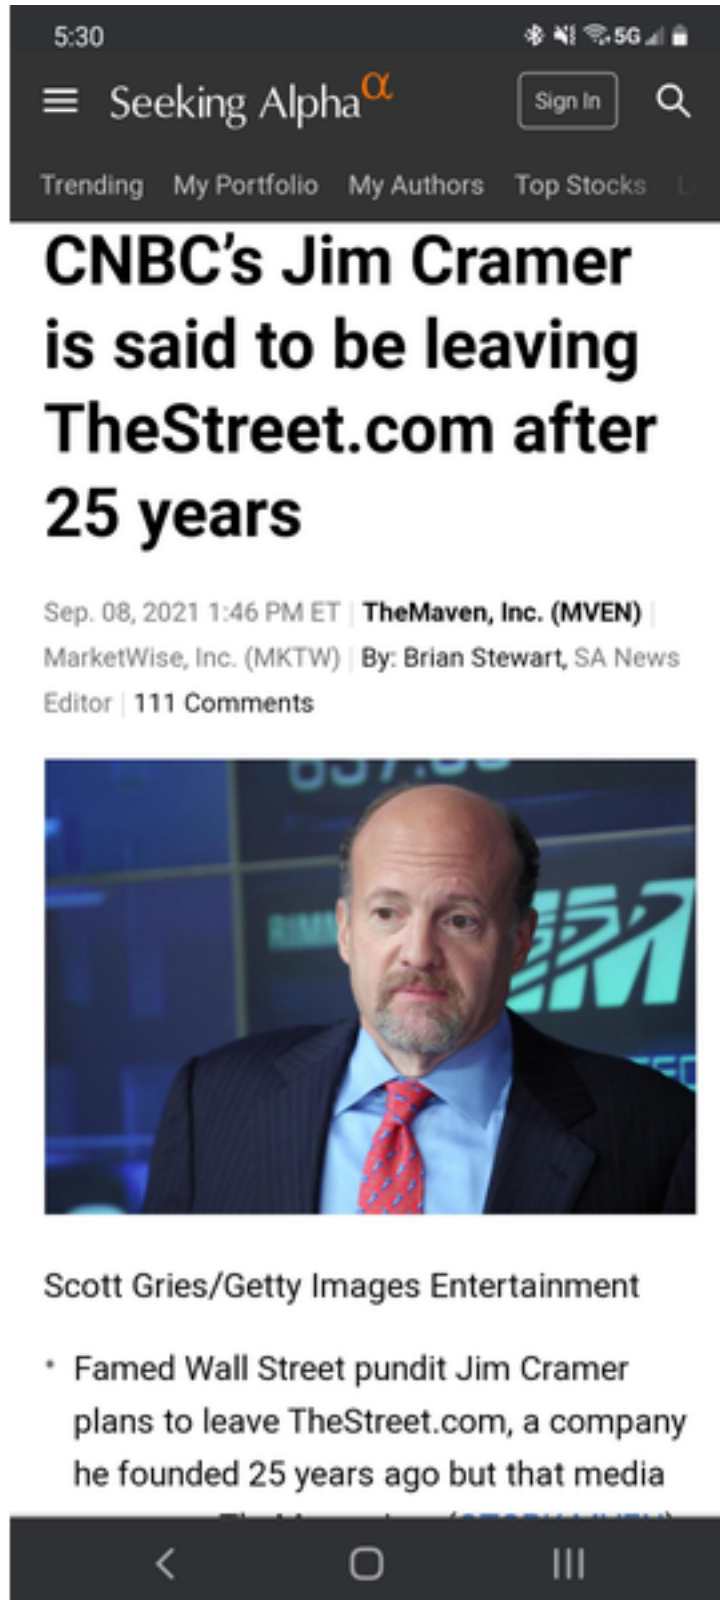 5:30 5G
Seeking Alpha α Sign In
Trending My Portfolio My Authors Top Stocks L
CNBC’s Jim Cramer
is said to be leaving
TheStreet.com after
25 years
Sep. 08, 2021 1:46 PM ET | TheMaven, Inc. (MVEN) |
MarketWise, Inc. (MKTW) | By: Brian Stewart, SA News
Editor | 111 Comments
RIMM
Scott Gries/Getty Images Entertainment
• Famed Wall Street pundit Jim Cramer
plans to leave TheStreet.com, a company
he founded 25 years ago but that media